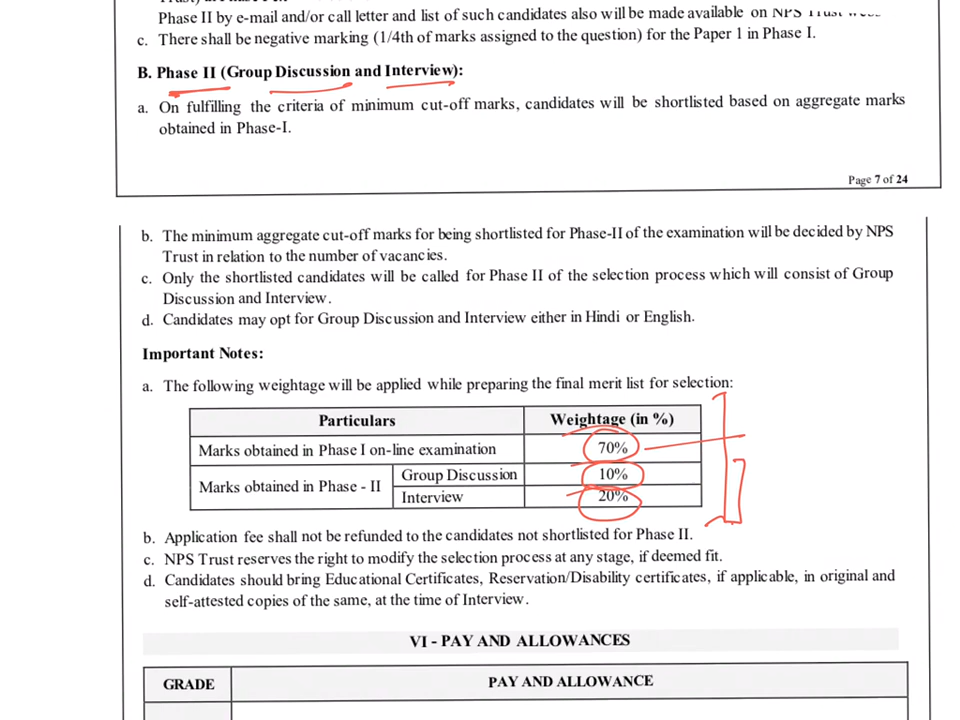 Phase II by e-mail and/or call letter and list of such candidates also will be made available on NPS Trust
c. There shall be negative marking (1/4th of marks assigned to the question) for the Paper 1 in Phase I.
B. Phase II (Group Discussion and Interview):
a. On fulfilling the criteria of minimum cut-off marks, candidates will be shortlisted based on aggregate marks
obtained in Phase-I.
Page 7 of 24
b. The minimum aggregate cut-off marks for being shortlisted for Phase-II of the examination will be decided by NPS
Trust in relation to the number of vacancies.
c. Only the shortlisted candidates will be called for Phase II of the selection process which will consist of Group
Discussion and Interview.
d. Candidates may opt for Group Discussion and Interview either in Hindi or English.
Important Notes:
a. The following weightage will be applied while preparing the final merit list for selection:
Particulars Weightage (in %)
Marks obtained in Phase I on-line examination 70%
Marks obtained in Phase - II Group Discussion 10%
Interview 20%
b. Application fee shall not be refunded to the candidates not shortlisted for Phase II.
c. NPS Trust reserves the right to modify the selection process at any stage, if deemed fit.
d. Candidates should bring Educational Certificates, Reservation/Disability certificates, if applicable, in original and
self-attested copies of the same, at the time of Interview.
VI - PAY AND ALLOWANCES
GRADE PAY AND ALLOWANCE